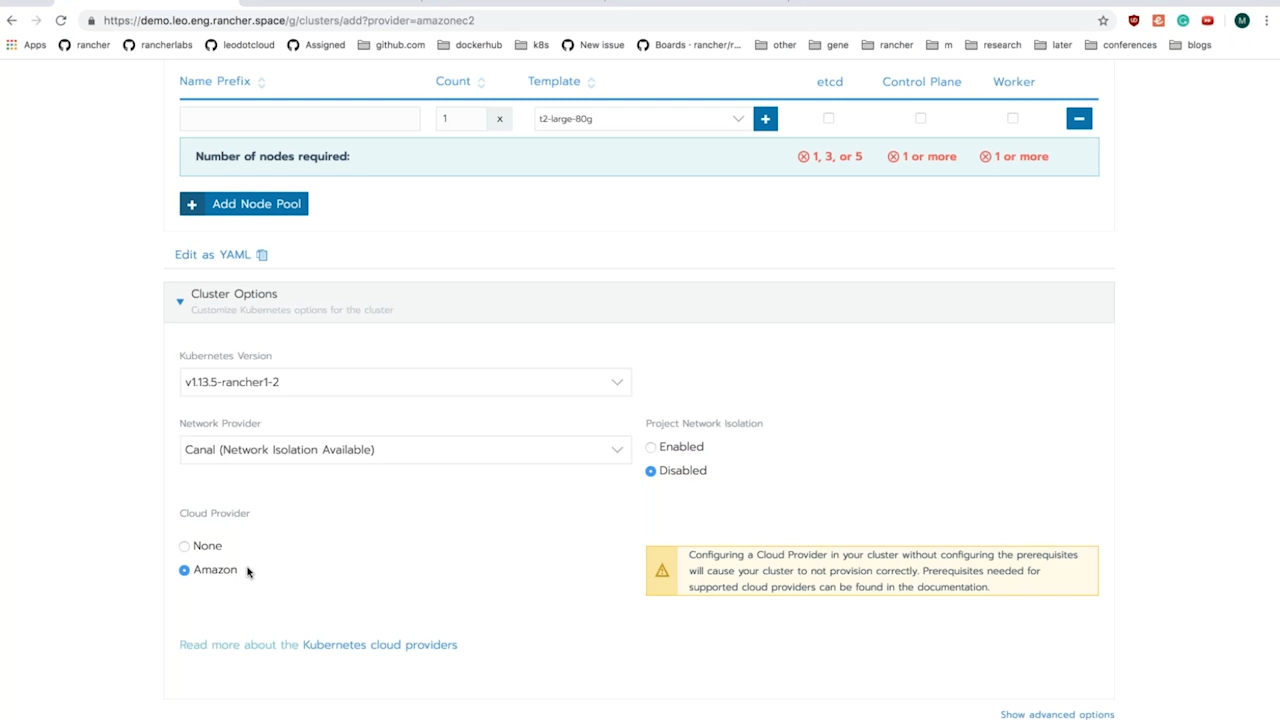 https://demo.leo.eng.rancher.space/g/clusters/add?provider=amazonec2
M
Apps rancher rancherlabs leodotcloud Assigned github.com dockerhub k8s New issue Boards · rancher/r... other gene rancher m research later conferences blogs
Name Prefix Count Template etcd Control Plane Worker
1 x t2-large-80g
Number of nodes required: 1, 3, or 5 1 or more 1 or more
+ Add Node Pool
Edit as YAML
Cluster Options
Customize Kubernetes options for the cluster
Kubernetes Version
v1.13.5-rancher1-2
Network Provider Project Network Isolation
Canal (Network Isolation Available) Enabled
Disabled
Cloud Provider
None
Amazon
Configuring a Cloud Provider in your cluster without configuring the prerequisites
will cause your cluster to not provision correctly. Prerequisites needed for
supported cloud providers can be found in the documentation.
Read more about the Kubernetes cloud providers
Show advanced options